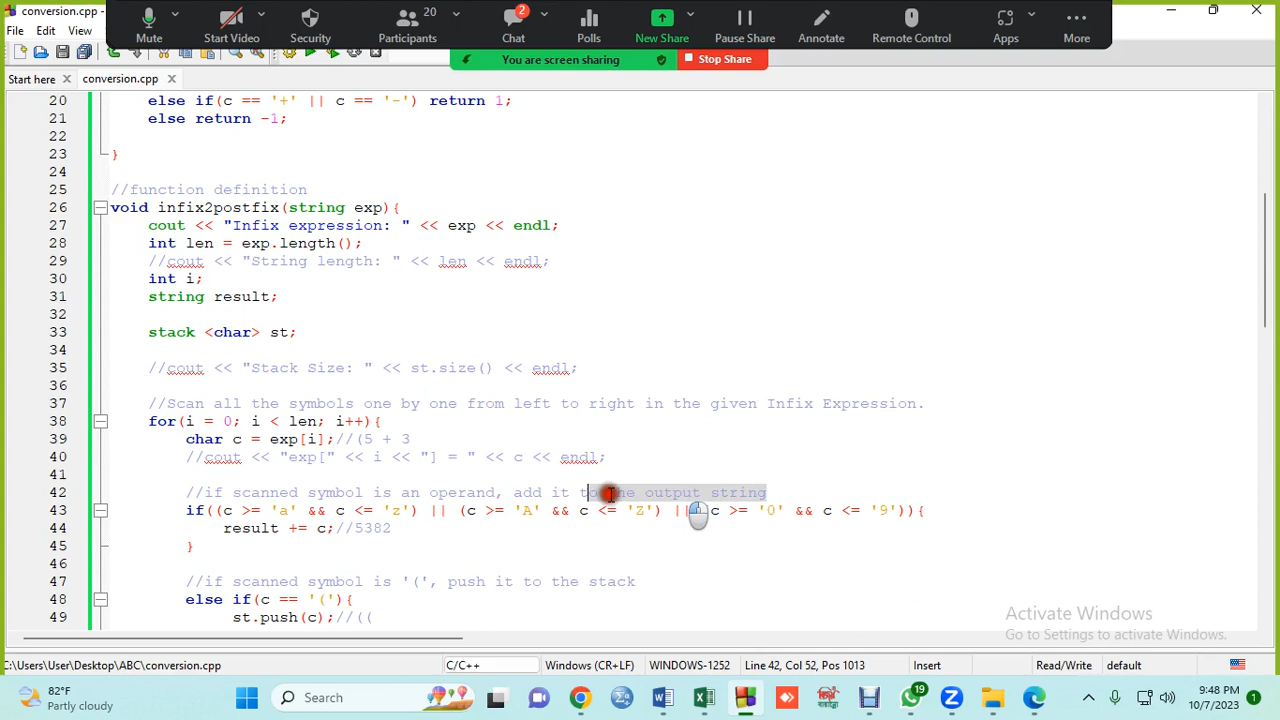 conversion.cpp -
Mute
Start Video
Security
20
Participants
2
Chat
Polls
New Share
Pause Share
Annotate
Remote Control
Apps
More
File Edit View
You are screen sharing
Stop Share
Start here
conversion.cpp
20 else if(c == '+' || c == '-') return 1;
21 else return -1;
22
23 }
24
25 //function definition
26 void infix2postfix(string exp){
27 cout << "Infix expression: " << exp << endl;
28 int len = exp.length();
29 //cout << "String length: " << len << endl;
30 int i;
31 string result;
32
33 stack <char> st;
34
35 //cout << "Stack Size: " << st.size() << endl;
36
37 //Scan all the symbols one by one from left to right in the given Infix Expression.
38 for(i = 0; i < len; i++){
39 char c = exp[i];//(5 + 3
40 //cout << "exp[" << i << "] = " << c << endl;
41
42 //if scanned symbol is an operand, add it to the output string
43 if((c >= 'a' && c <= 'z') || (c >= 'A' && c <= 'Z') || (c >= '0' && c <= '9')){
44 result += c;//5382
45 }
46
47 //if scanned symbol is '(', push it to the stack
48 else if(c == '('){
49 st.push(c);//((
Activate Windows
Go to Settings to activate Windows.
C:\Users\User\Desktop\ABC\conversion.cpp
C/C++
Windows (CR+LF)
WINDOWS-1252
Line 42, Col 52, Pos 1013
Insert
Read/Write
default
82°F
Partly cloudy
Search
19
9:48 PM
10/7/2023
1